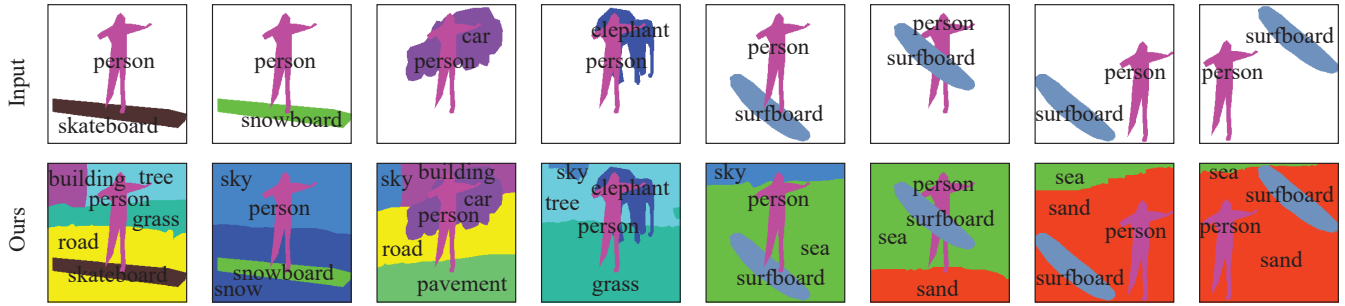 Input
person
skateboard
person
snowboard
car
person
elephant
person
person
surfboard
person
surfboard
person
surfboard
surfboard
person
Ours
building tree
person
grass
road
skateboard
sky
person
snowboard
snow
sky building
car
person
road
pavement
sky
elephant
tree
person
grass
sky
person
sea
surfboard
person
surfboard
sea
sand
sea
sand
person
surfboard
sea
surfboard
person
sand